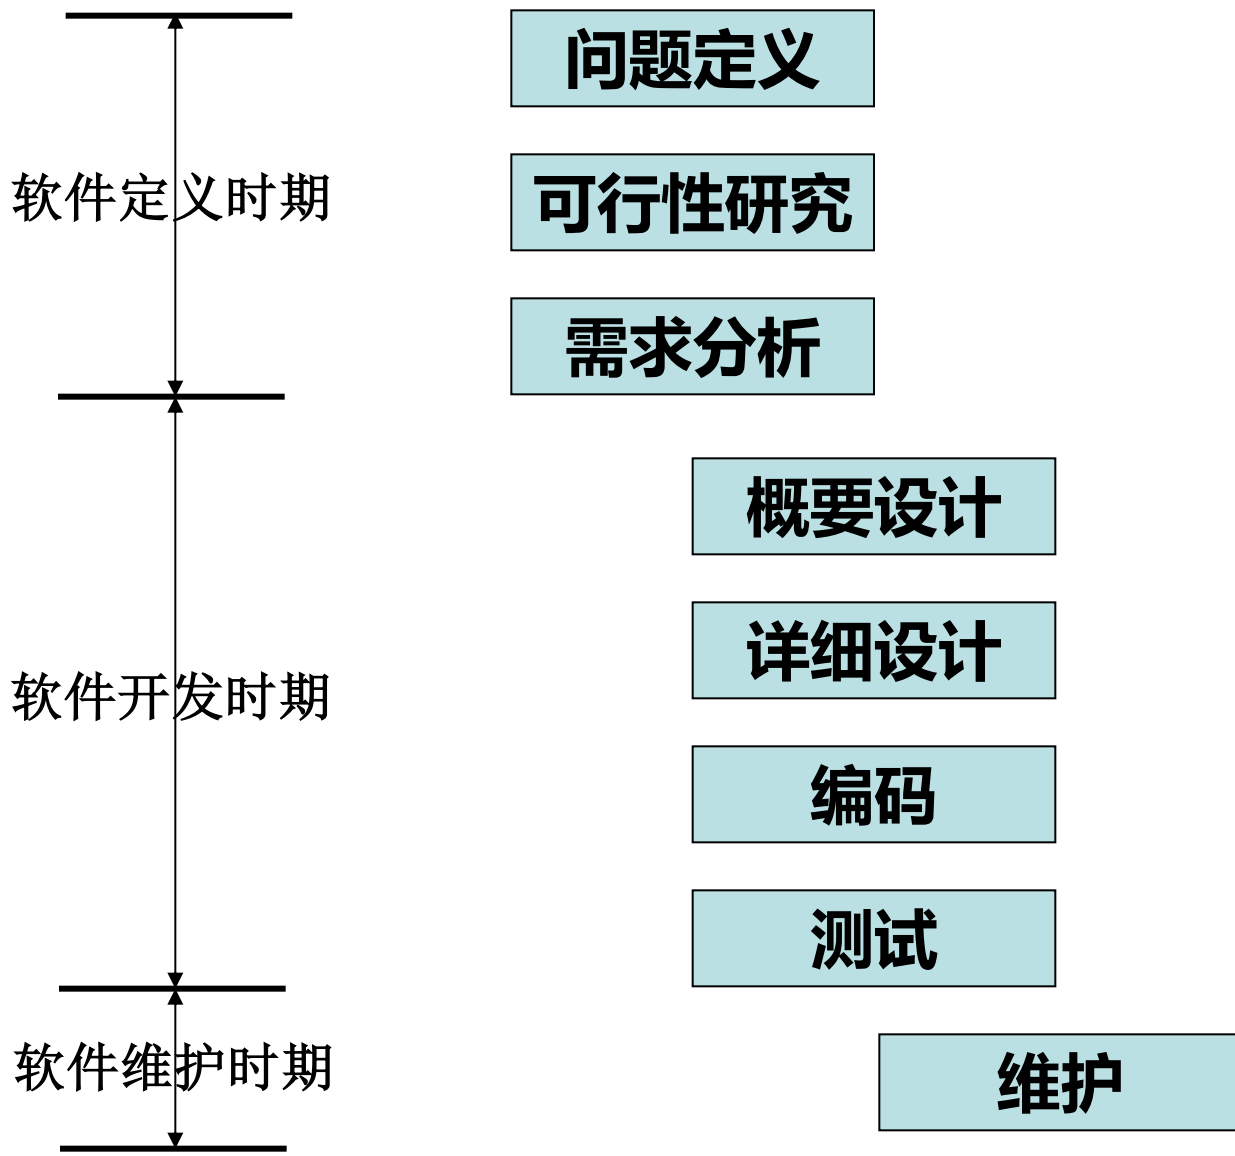 问题定义
软件定义时期
可行性研究
需求分析
概要设计
详细设计
软件开发时期
编码
测试
软件维护时期
维护